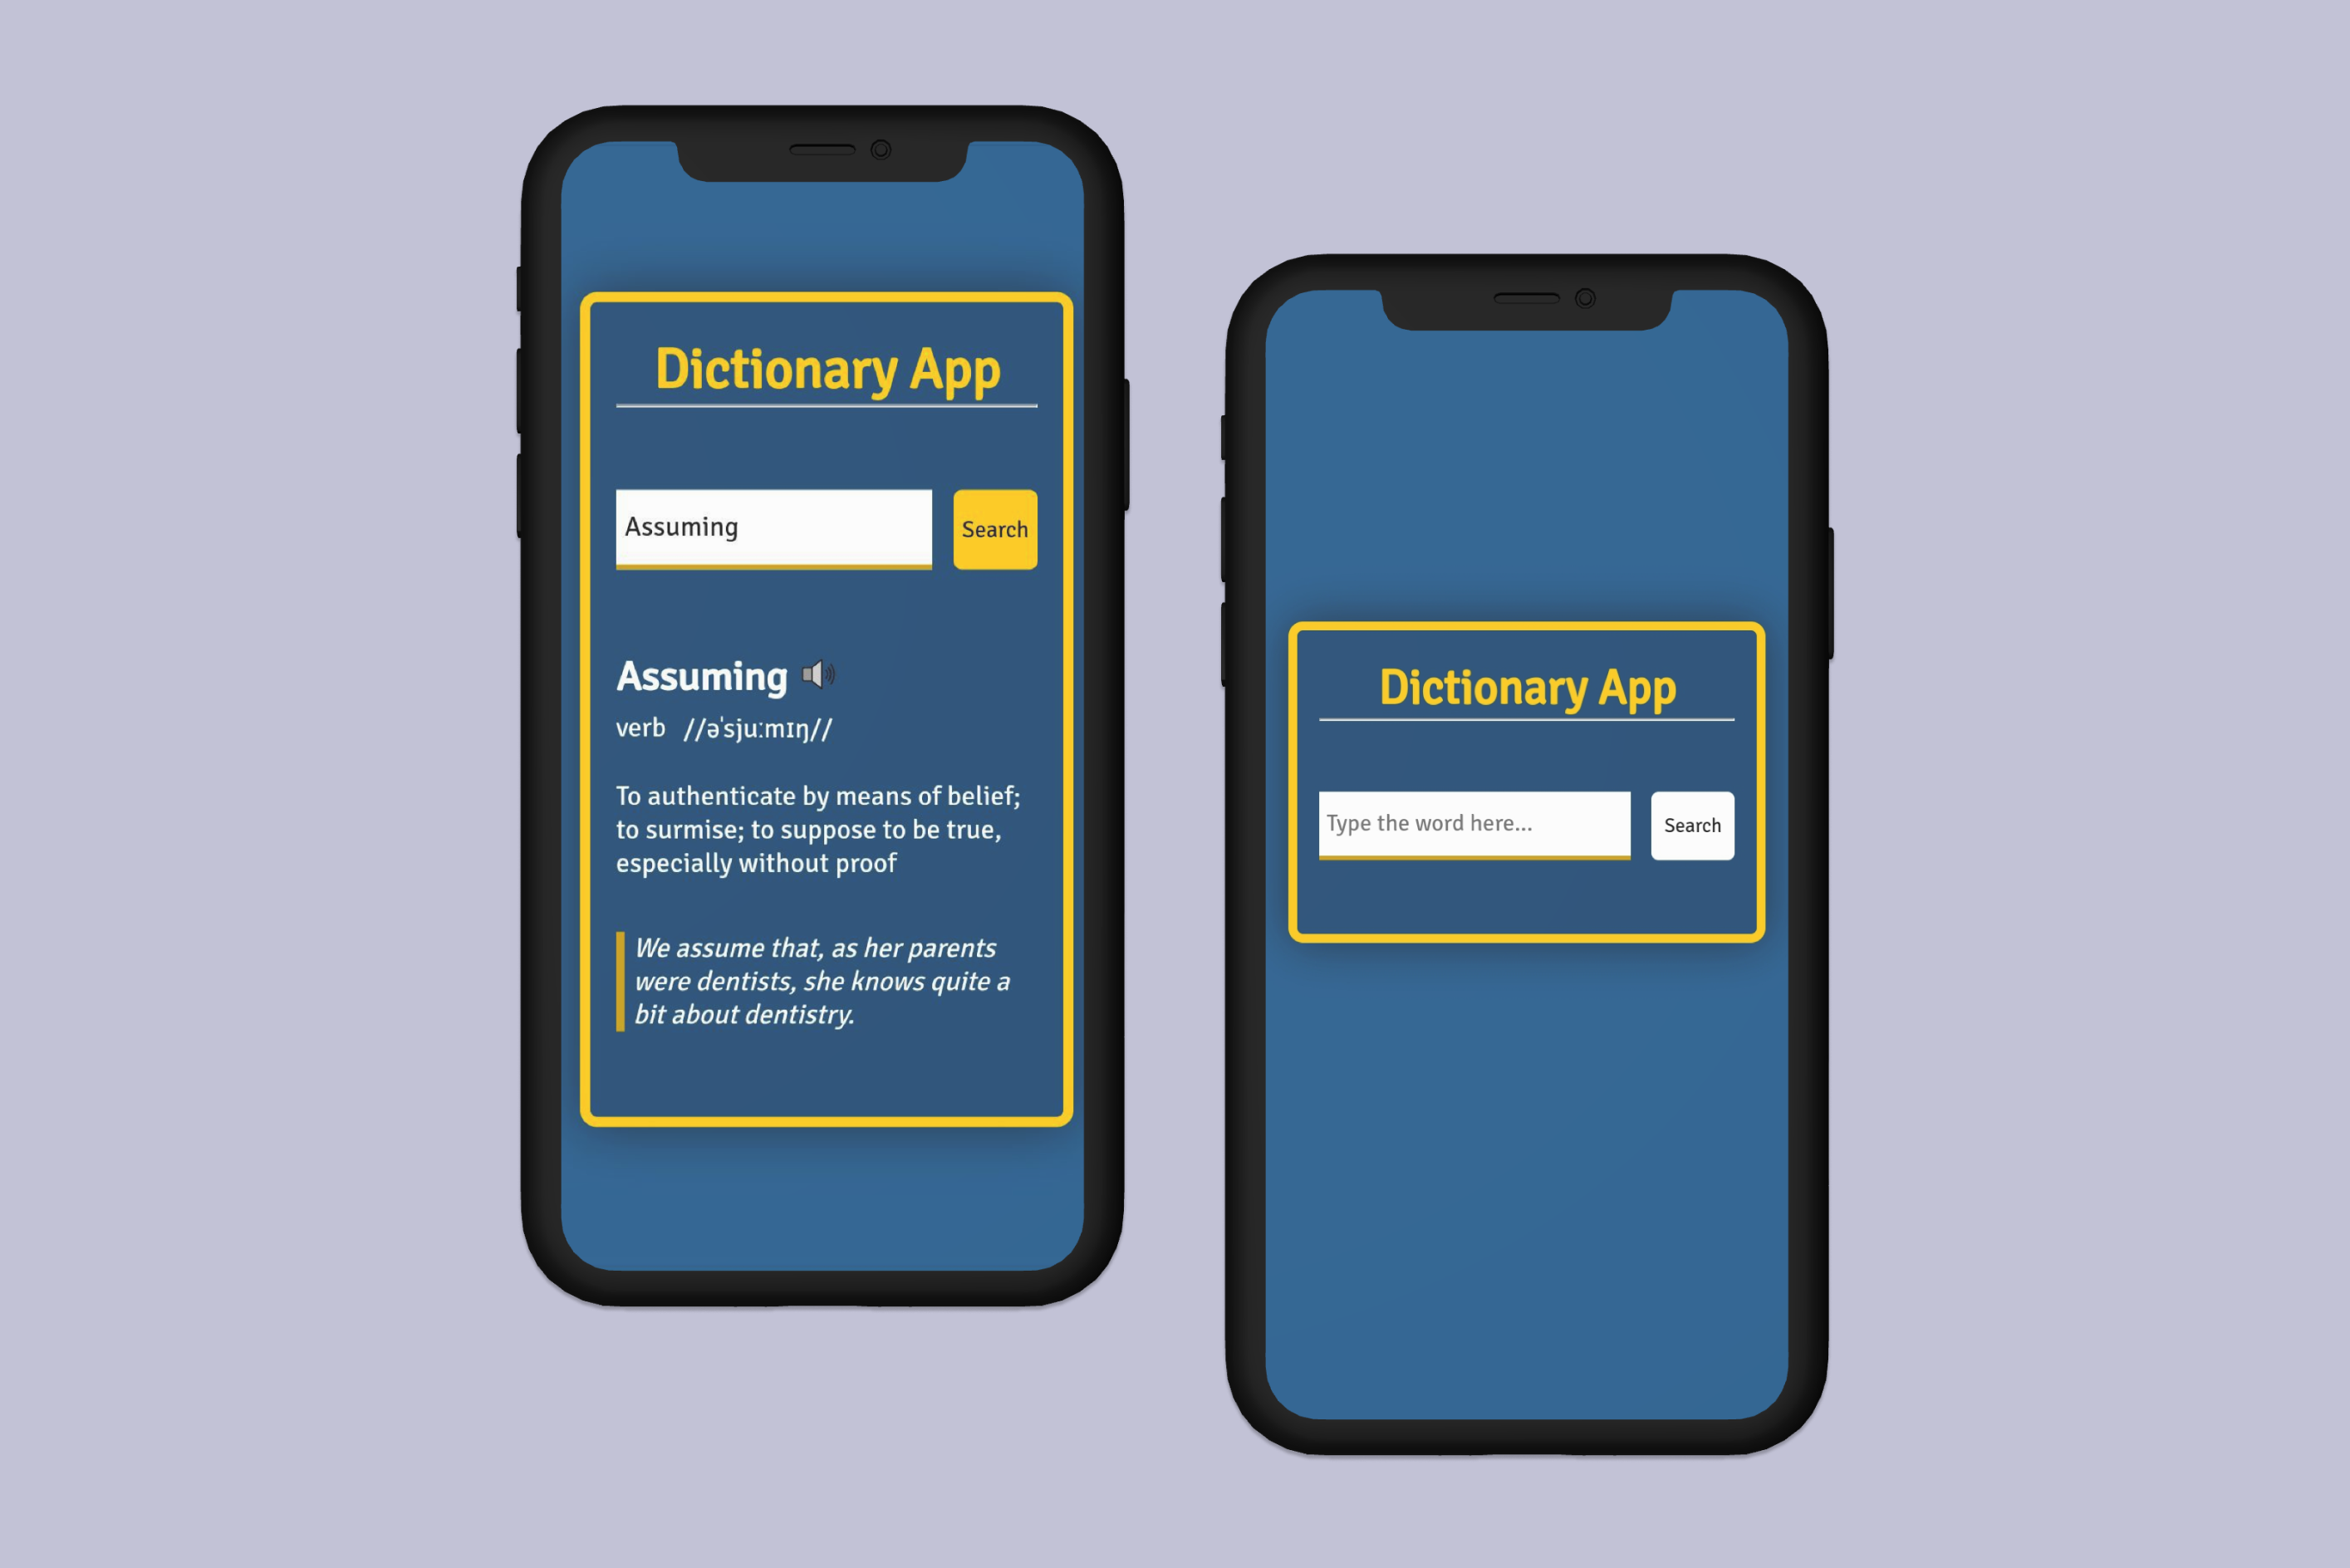 Dictionary App
Assuming
Search
Assuming
verb //əˈsjuːmɪŋ//
To authenticate by means of belief;
to surmise; to suppose to be true,
especially without proof
We assume that, as her parents
were dentists, she knows quite a
bit about dentistry.
Dictionary App
Type the word here...
Search